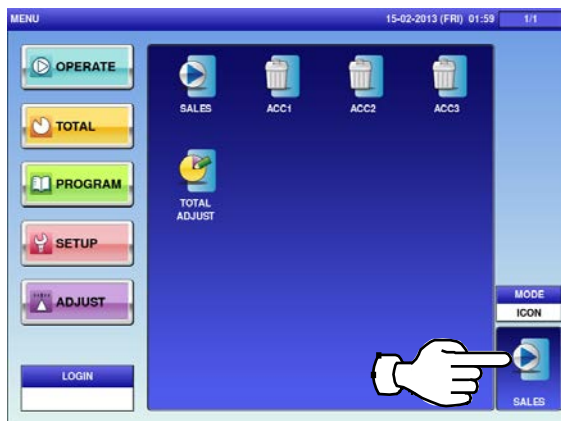 MENU 15-02-2013 (FRI) 01:59 1/1
OPERATE
TOTAL
PROGRAM
SETUP
ADJUST
LOGIN
SALES ACC1 ACC2 ACC3
TOTAL
ADJUST
MODE
ICON
SALES